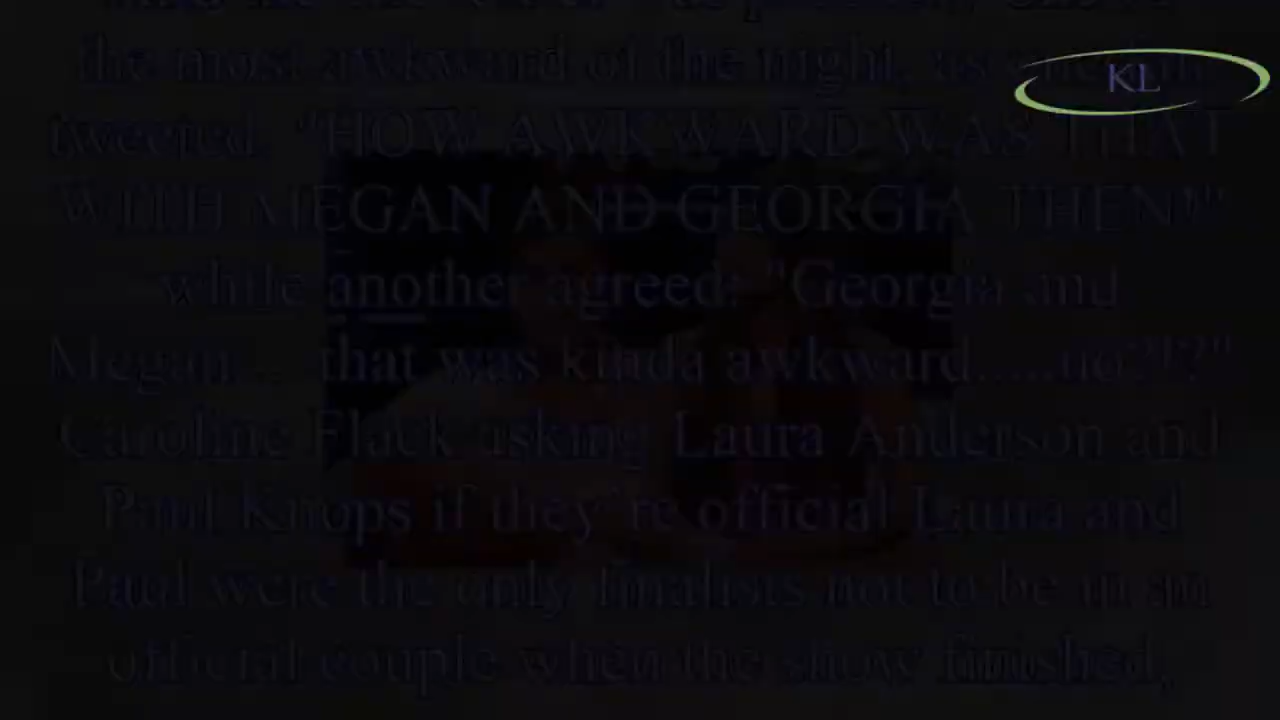 the most awkward of the night, as
KL
tweeted. "HOW AWKWARD WAS THAT
WITH MEGAN AND GEORGIA THEN!"
while another agreed: "Georgia and
Megan ... that was kinda awkward.....no?!?"
Caroline Flack asking Laura Anderson and
Paul Knops if they're official Laura and
Paul were the only finalists not to be in an
official couple when the show finished,